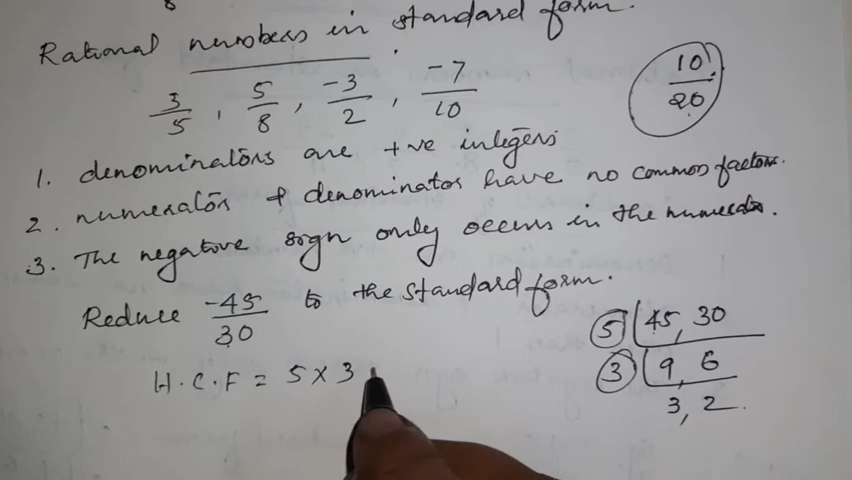 Rational numbers in standard form.
3/5, 5/8, -3/2, -7/10
10/20
1. denominators are +ve integers
2. numerator & denominator have no common factor.
3. The negative sign only occurs in the numerator.
Reduce -45/30 to the standard form.
5 45, 30
3 9, 6
3, 2
H.C.F = 5 x 3